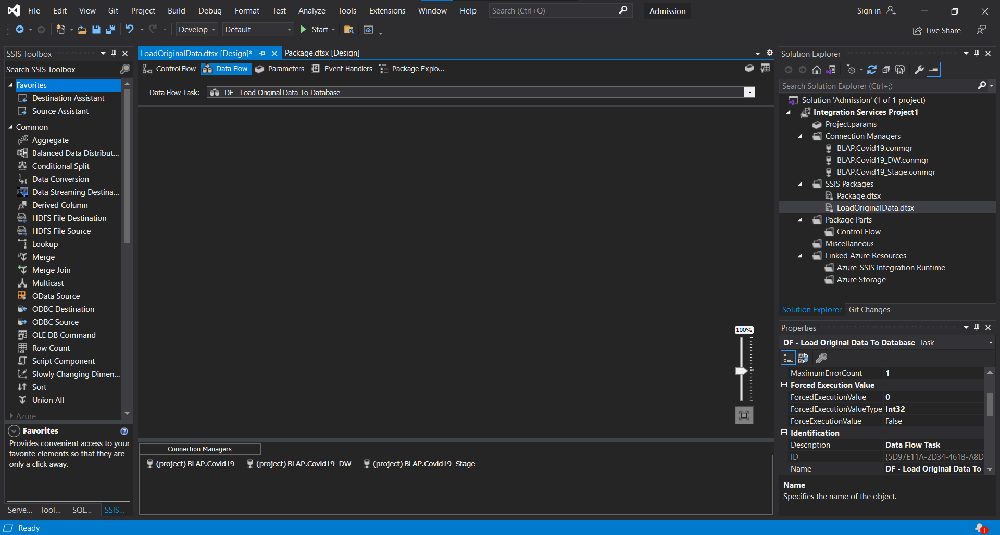 File Edit View Git Project Build Debug Format Test Analyze Tools Extensions Window Help Search (Ctrl+Q) Admission Sign in
Develop Default Start Live Share
SSIS Toolbox
Search SSIS Toolbox
Favorites
Destination Assistant
Source Assistant
Common
Aggregate
Balanced Data Distribut...
Conditional Split
Data Conversion
Data Streaming Destina...
Derived Column
HDFS File Destination
HDFS File Source
Lookup
Merge
Merge Join
Multicast
OData Source
ODBC Destination
ODBC Source
OLE DB Command
Row Count
Script Component
Slowly Changing Dimen...
Sort
Union All
Azure
Favorites
Provides convenient access to your
favorite elements so that they are
only a click away.
Serve... Tool... SQL... SSIS...
LoadOriginalData.dtsx [Design]* Package.dtsx [Design]
Control Flow Data Flow Parameters Event Handlers Package Explo...
Data Flow Task: DF - Load Original Data To Database
100%
Connection Managers
(project) BLAP.Covid19 (project) BLAP.Covid19_DW (project) BLAP.Covid19_Stage
Solution Explorer
Search Solution Explorer (Ctrl+;)
Solution 'Admission' (1 of 1 project)
Integration Services Project1
Project.params
Connection Managers
BLAP.Covid19.conmgr
BLAP.Covid19_DW.conmgr
BLAP.Covid19_Stage.conmgr
SSIS Packages
Package.dtsx
LoadOriginalData.dtsx
Package Parts
Control Flow
Miscellaneous
Linked Azure Resources
Azure-SSIS Integration Runtime
Azure Storage
Solution Explorer Git Changes
Properties
DF - Load Original Data To Database Task
MaximumErrorCount 1
Forced Execution Value
ForcedExecutionValue 0
ForcedExecutionValueType Int32
ForceExecutionValue False
Identification
Description Data Flow Task
ID {5D97E11A-2D34-461B-A8D
Name DF - Load Original Data To
Name
Specifies the name of the object.
Ready 1